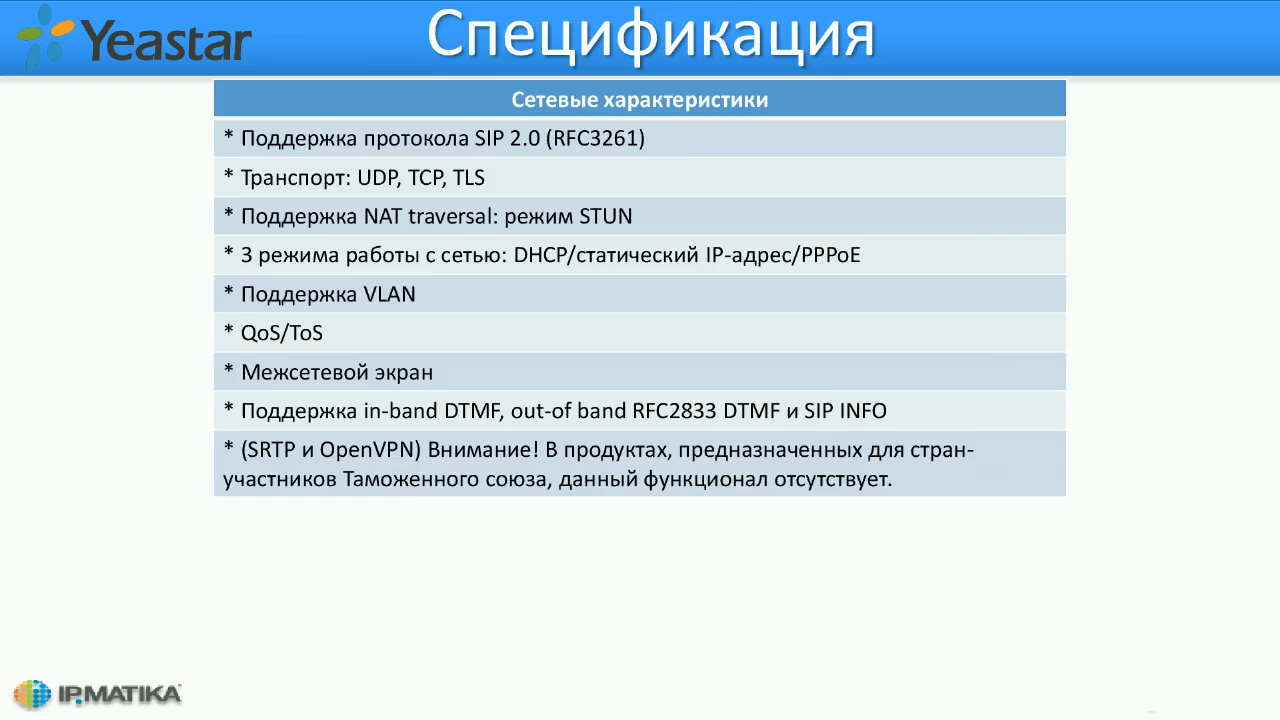 Yeastar
Спецификация
Сетевые характеристики
* Поддержка протокола SIP 2.0 (RFC3261)
* Транспорт: UDP, TCP, TLS
* Поддержка NAT traversal: режим STUN
* 3 режима работы с сетью: DHCP/статический IP-адрес/PPPoE
* Поддержка VLAN
* QoS/ToS
* Межсетевой экран
* Поддержка in-band DTMF, out-of band RFC2833 DTMF и SIP INFO
* (SRTP и OpenVPN) Внимание! В продуктах, предназначенных для стран-
участников Таможенного союза, данный функционал отсутствует.
IPMATIKA